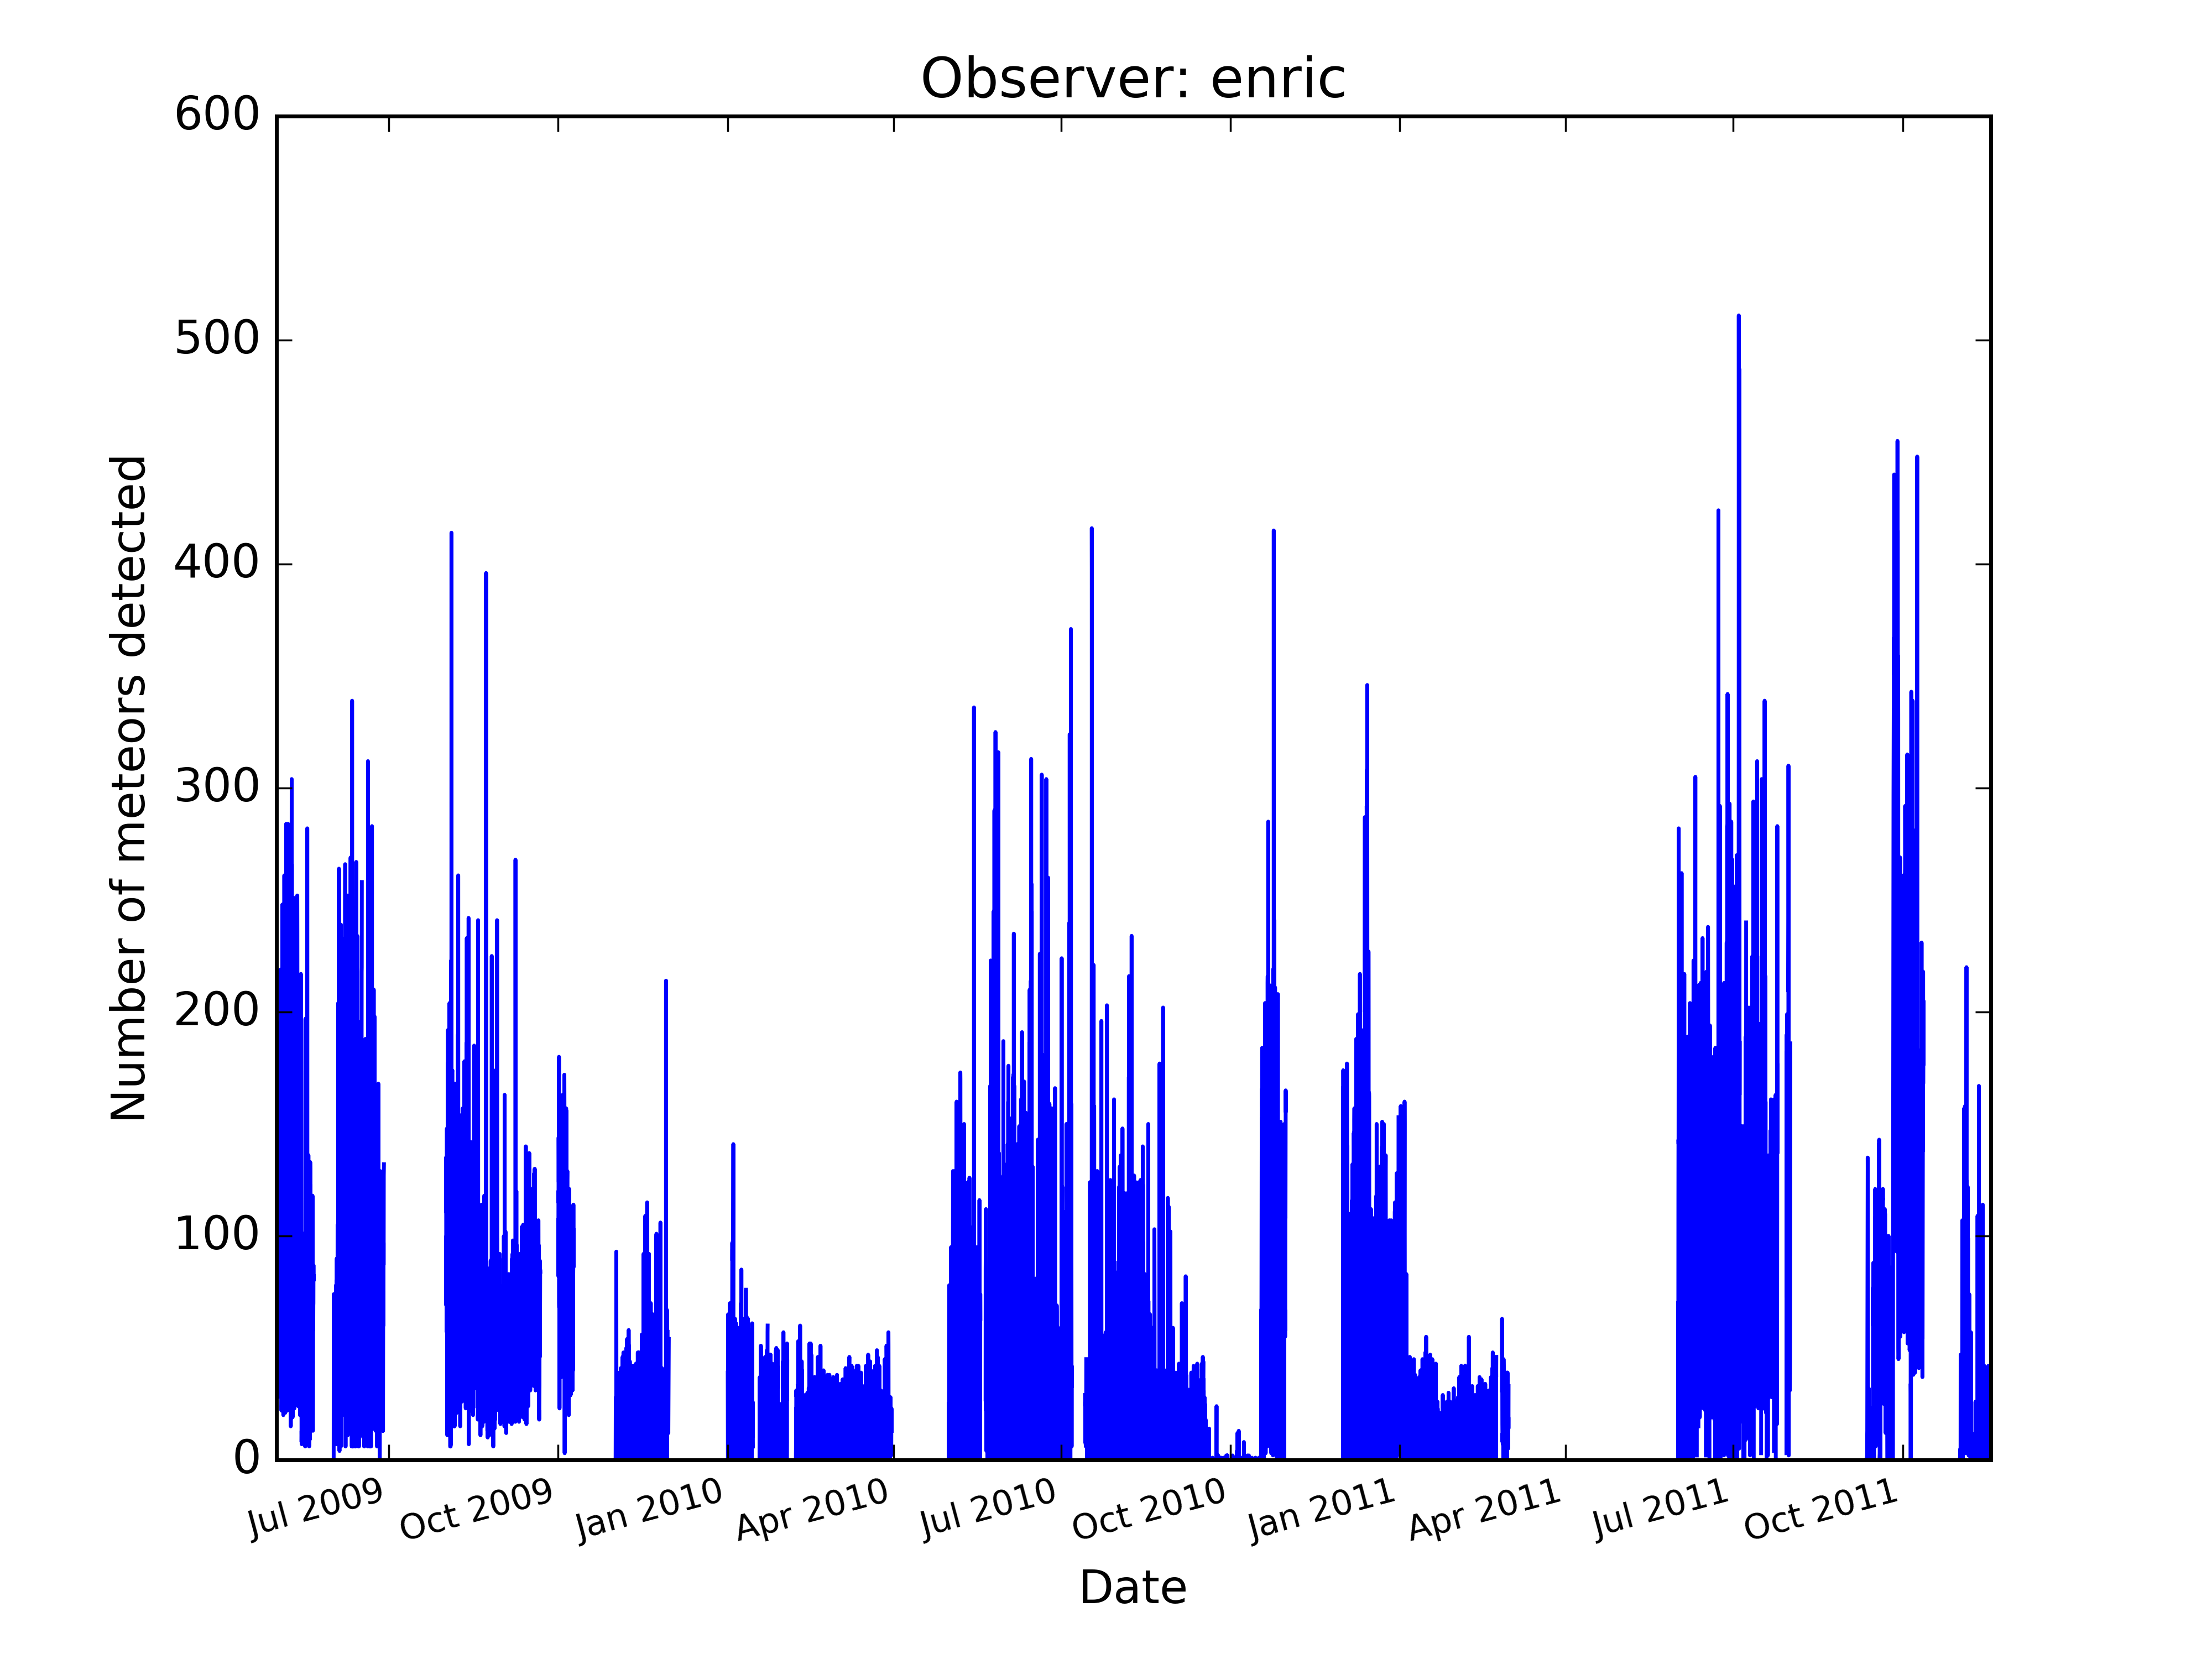 Observer: enric
600
500
400
300
200
100
0
Number of meteors detected
Jul 2009
Oct 2009
Jan 2010
Apr 2010
Jul 2010
Oct 2010
Jan 2011
Apr 2011
Jul 2011
Oct 2011
Date